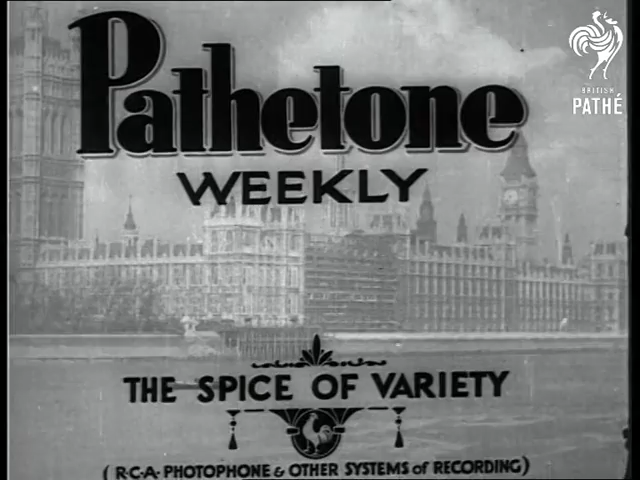 Pathetone
WEEKLY
BRITISH
PATHÉ
THE SPICE OF VARIETY
(R.C.A. PHOTOPHONE & OTHER SYSTEMS of RECORDING)